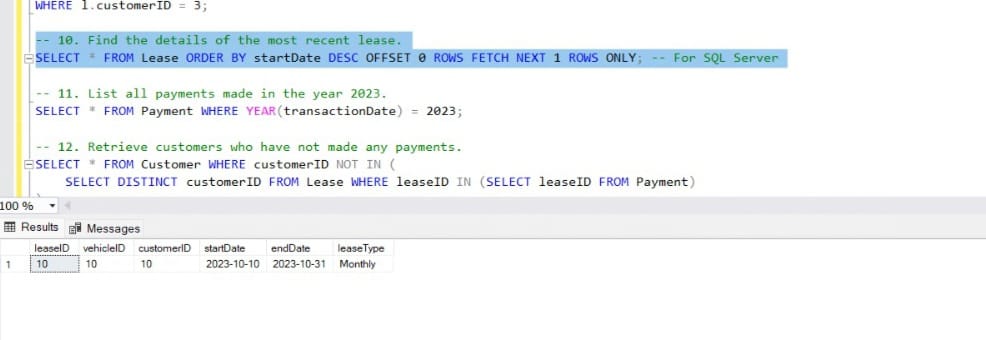 WHERE l.customerID = 3;
-- 10. Find the details of the most recent lease.
SELECT * FROM Lease ORDER BY startDate DESC OFFSET 0 ROWS FETCH NEXT 1 ROWS ONLY; -- For SQL Server
-- 11. List all payments made in the year 2023.
SELECT * FROM Payment WHERE YEAR(transactionDate) = 2023;
-- 12. Retrieve customers who have not made any payments.
SELECT * FROM Customer WHERE customerID NOT IN (
SELECT DISTINCT customerID FROM Lease WHERE leaseID IN (SELECT leaseID FROM Payment)
100 %
Results Messages
leaseID vehicleID customerID startDate endDate leaseType
1 10 10 10 2023-10-10 2023-10-31 Monthly